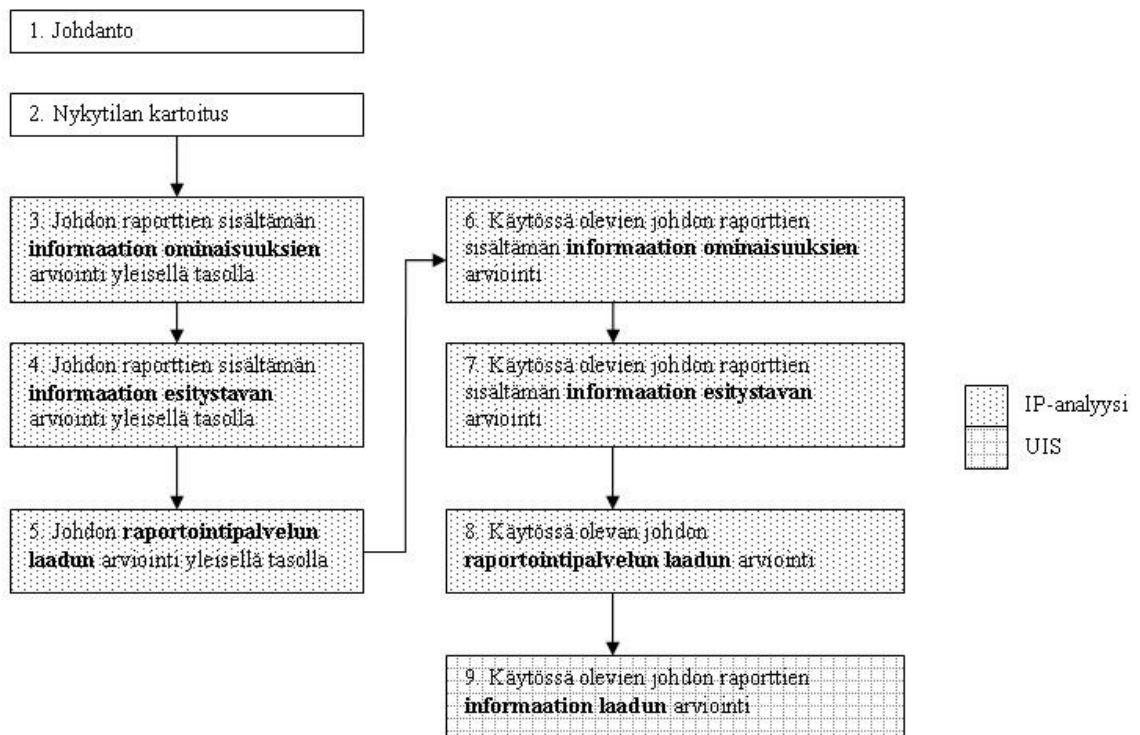 1. Johdanto
2. Nykytilan kartoitus
3. Johdon raporttien sisältämän
informaation ominaisuuksien
arviointi yleisellä tasolla
4. Johdon raporttien sisältämän
informaation esitystavan
arviointi yleisellä tasolla
5. Johdon raportointipalvelun
laadun arviointi yleisellä tasolla
6. Käytössä olevien johdon raporttien
sisältämän informaation ominaisuuksien
arviointi
7. Käytössä olevien johdon raporttien
sisältämän informaation esitystavan
arviointi
8. Käytössä olevan johdon
raportointipalvelun laadun arviointi
9. Käytössä olevien johdon raporttien
informaation laadun arviointi
IP-analyysi
UIS